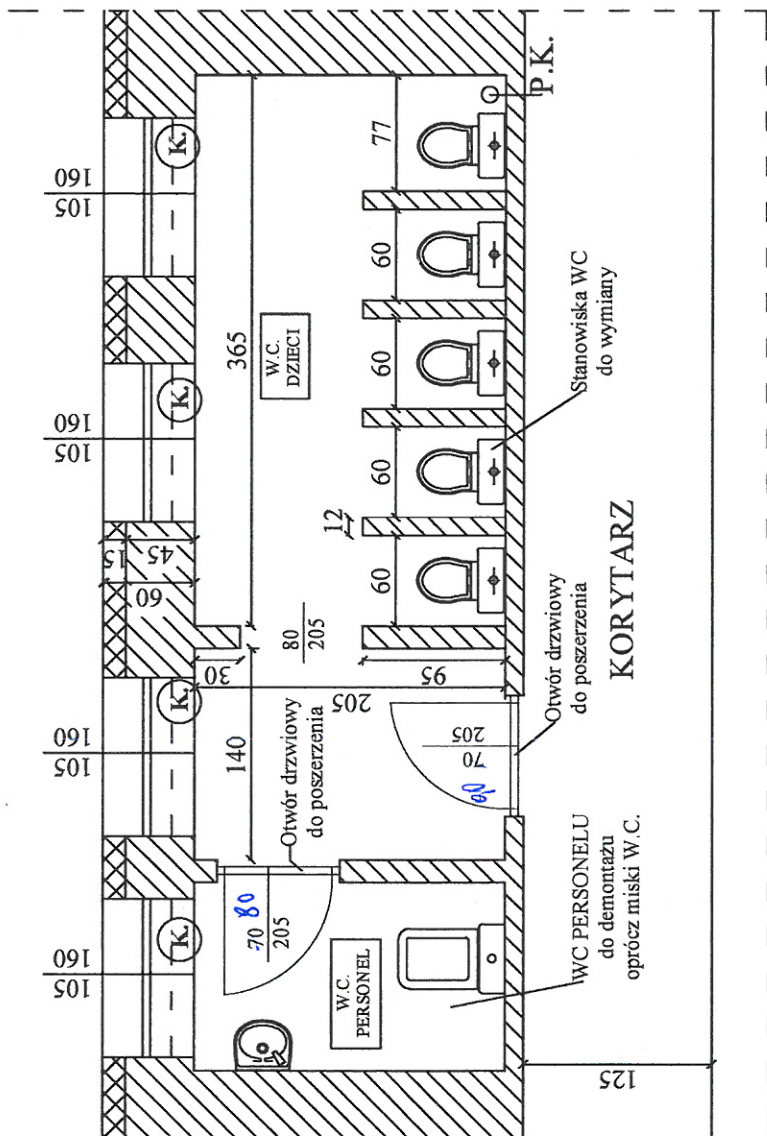 160
105
160
105
160
105
160
105
K.
K.
K.
K.
15
45
60
P.K.
77
60
60
60
60
12
365
W.C.
DZIECI
80
205
30
205
95
140
Otwór drzwiowy
do poszerzenia
70 80
205
W.C.
PERSONEL
70
205
90
Stanowiska WC
do wymiany
Otwór drzwiowy
do poszerzenia
KORYTARZ
WC PERSONELU
do demontażu
oprócz miski W.C.
125